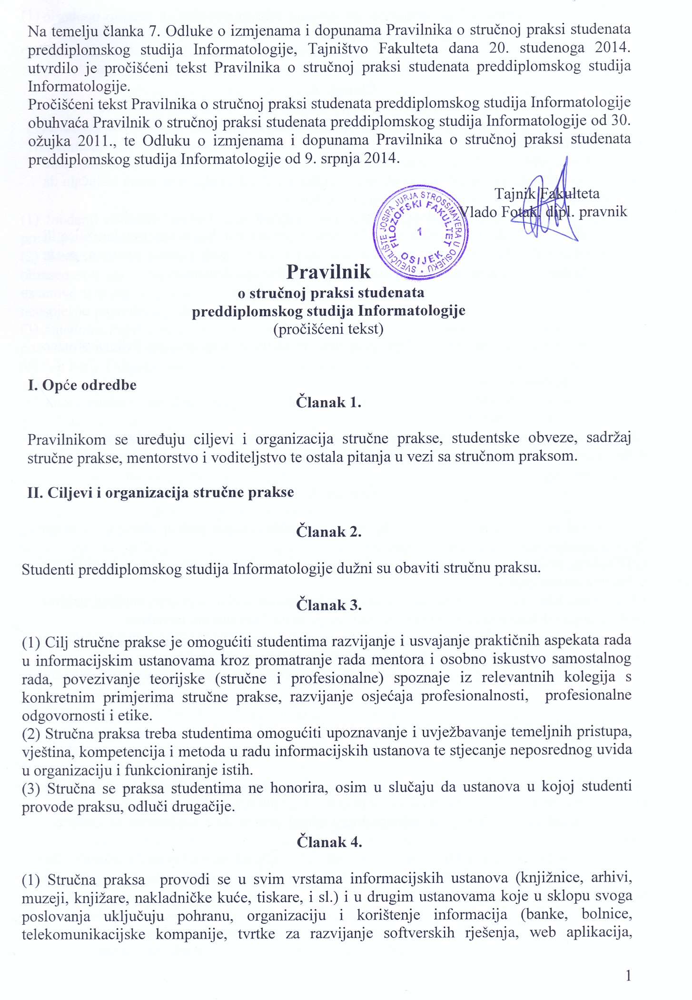 Na temelju članka 7. Odluke o izmjenama i dopunama Pravilnika o stručnoj praksi studenata
preddiplomskog studija Informatologije, Tajništvo Fakulteta dana 20. studenoga 2014.
utvrdilo je pročišćeni tekst Pravilnika o stručnoj praksi studenata preddiplomskog studija
Informatologije.
Pročišćeni tekst Pravilnika o stručnoj praksi studenata preddiplomskog studija Informatologije
obuhvaća Pravilnik o stručnoj praksi studenata preddiplomskog studija Informatologije od 30.
ožujka 2011., te Odluku o izmjenama i dopunama Pravilnika o stručnoj praksi studenata
preddiplomskog studija Informatologije od 9. srpnja 2014.
Tajnik Fakulteta
Vlado Fotak, dipl. pravnik
SVEUČILIŠTE JOSIPA JURJA STROSSMAYERA U OSIJEKU
FILOZOFSKI FAKULTET
1
OSIJEK
Pravilnik
o stručnoj praksi studenata
preddiplomskog studija Informatologije
(pročišćeni tekst)
I. Opće odredbe
Članak 1.
Pravilnikom se uređuju ciljevi i organizacija stručne prakse, studentske obveze, sadržaj
stručne prakse, mentorstvo i voditeljstvo te ostala pitanja u vezi sa stručnom praksom.
II. Ciljevi i organizacija stručne prakse
Članak 2.
Studenti preddiplomskog studija Informatologije dužni su obaviti stručnu praksu.
Članak 3.
(1) Cilj stručne prakse je omogućiti studentima razvijanje i usvajanje praktičnih aspekata rada
u informacijskim ustanovama kroz promatranje rada mentora i osobno iskustvo samostalnog
rada, povezivanje teorijske (stručne i profesionalne) spoznaje iz relevantnih kolegija s
konkretnim primjerima stručne prakse, razvijanje osjećaja profesionalnosti, profesionalne
odgovornosti i etike.
(2) Stručna praksa treba studentima omogućiti upoznavanje i uvježbavanje temeljnih pristupa,
vještina, kompetencija i metoda u radu informacijskih ustanova te stjecanje neposrednog uvida
u organizaciju i funkcioniranje istih.
(3) Stručna se praksa studentima ne honorira, osim u slučaju da ustanova u kojoj studenti
provode praksu, odluči drugačije.
Članak 4.
(1) Stručna praksa provodi se u svim vrstama informacijskih ustanova (knjižnice, arhivi,
muzeji, knjižare, nakladničke kuće, tiskare, i sl.) i u drugim ustanovama koje u sklopu svoga
poslovanja uključuju pohranu, organizaciju i korištenje informacija (banke, bolnice,
telekomunikacijske kompanije, tvrtke za razvijanje softverskih rješenja, web aplikacija,
1